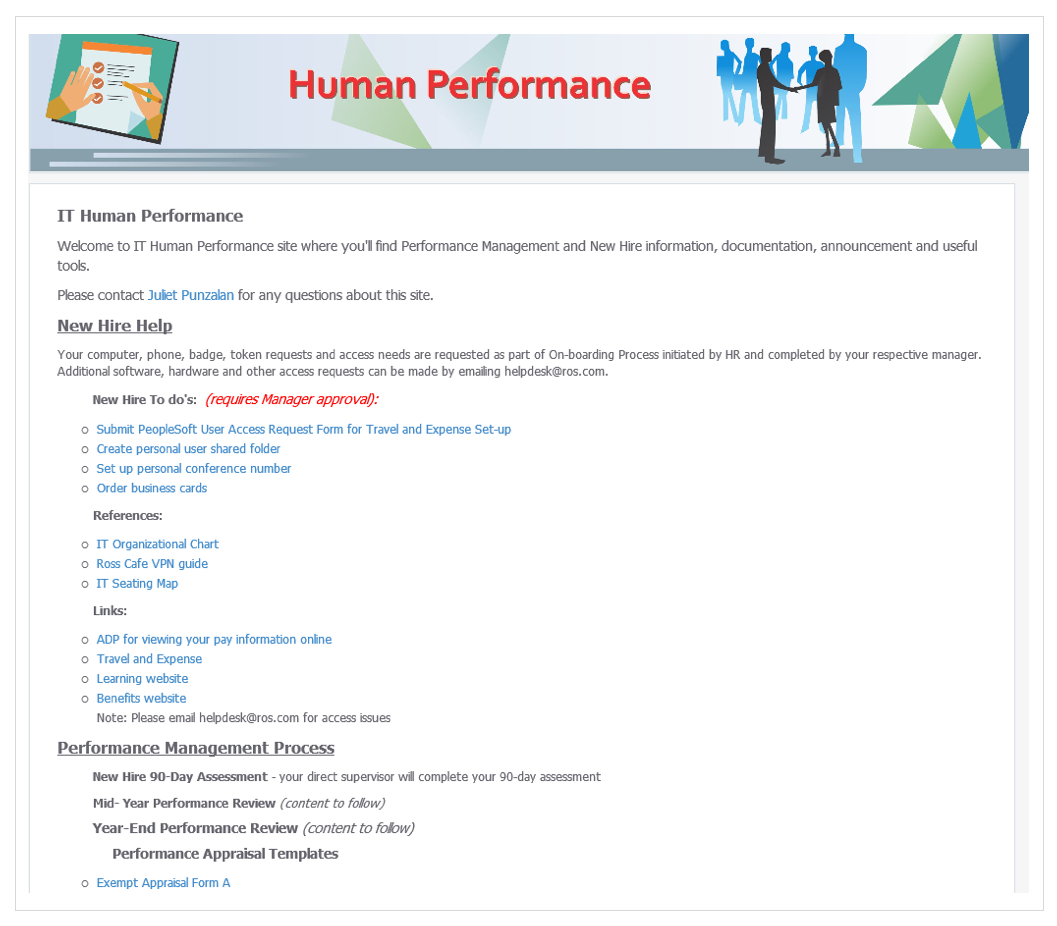 Human Performance
IT Human Performance
Welcome to IT Human Performance site where you'll find Performance Management and New Hire information, documentation, announcement and useful
tools.
Please contact Juliet Punzalan for any questions about this site.
New Hire Help
Your computer, phone, badge, token requests and access needs are requested as part of On-boarding Process initiated by HR and completed by your respective manager.
Additional software, hardware and other access requests can be made by emailing helpdesk@ros.com.
New Hire To do's: (requires Manager approval):
Submit PeopleSoft User Access Request Form for Travel and Expense Set-up
Create personal user shared folder
Set up personal conference number
Order business cards
References:
IT Organizational Chart
Ross Cafe VPN guide
IT Seating Map
Links:
ADP for viewing your pay information online
Travel and Expense
Learning website
Benefits website
Note: Please email helpdesk@ros.com for access issues
Performance Management Process
New Hire 90-Day Assessment - your direct supervisor will complete your 90-day assessment
Mid- Year Performance Review (content to follow)
Year-End Performance Review (content to follow)
Performance Appraisal Templates
Exempt Appraisal Form A